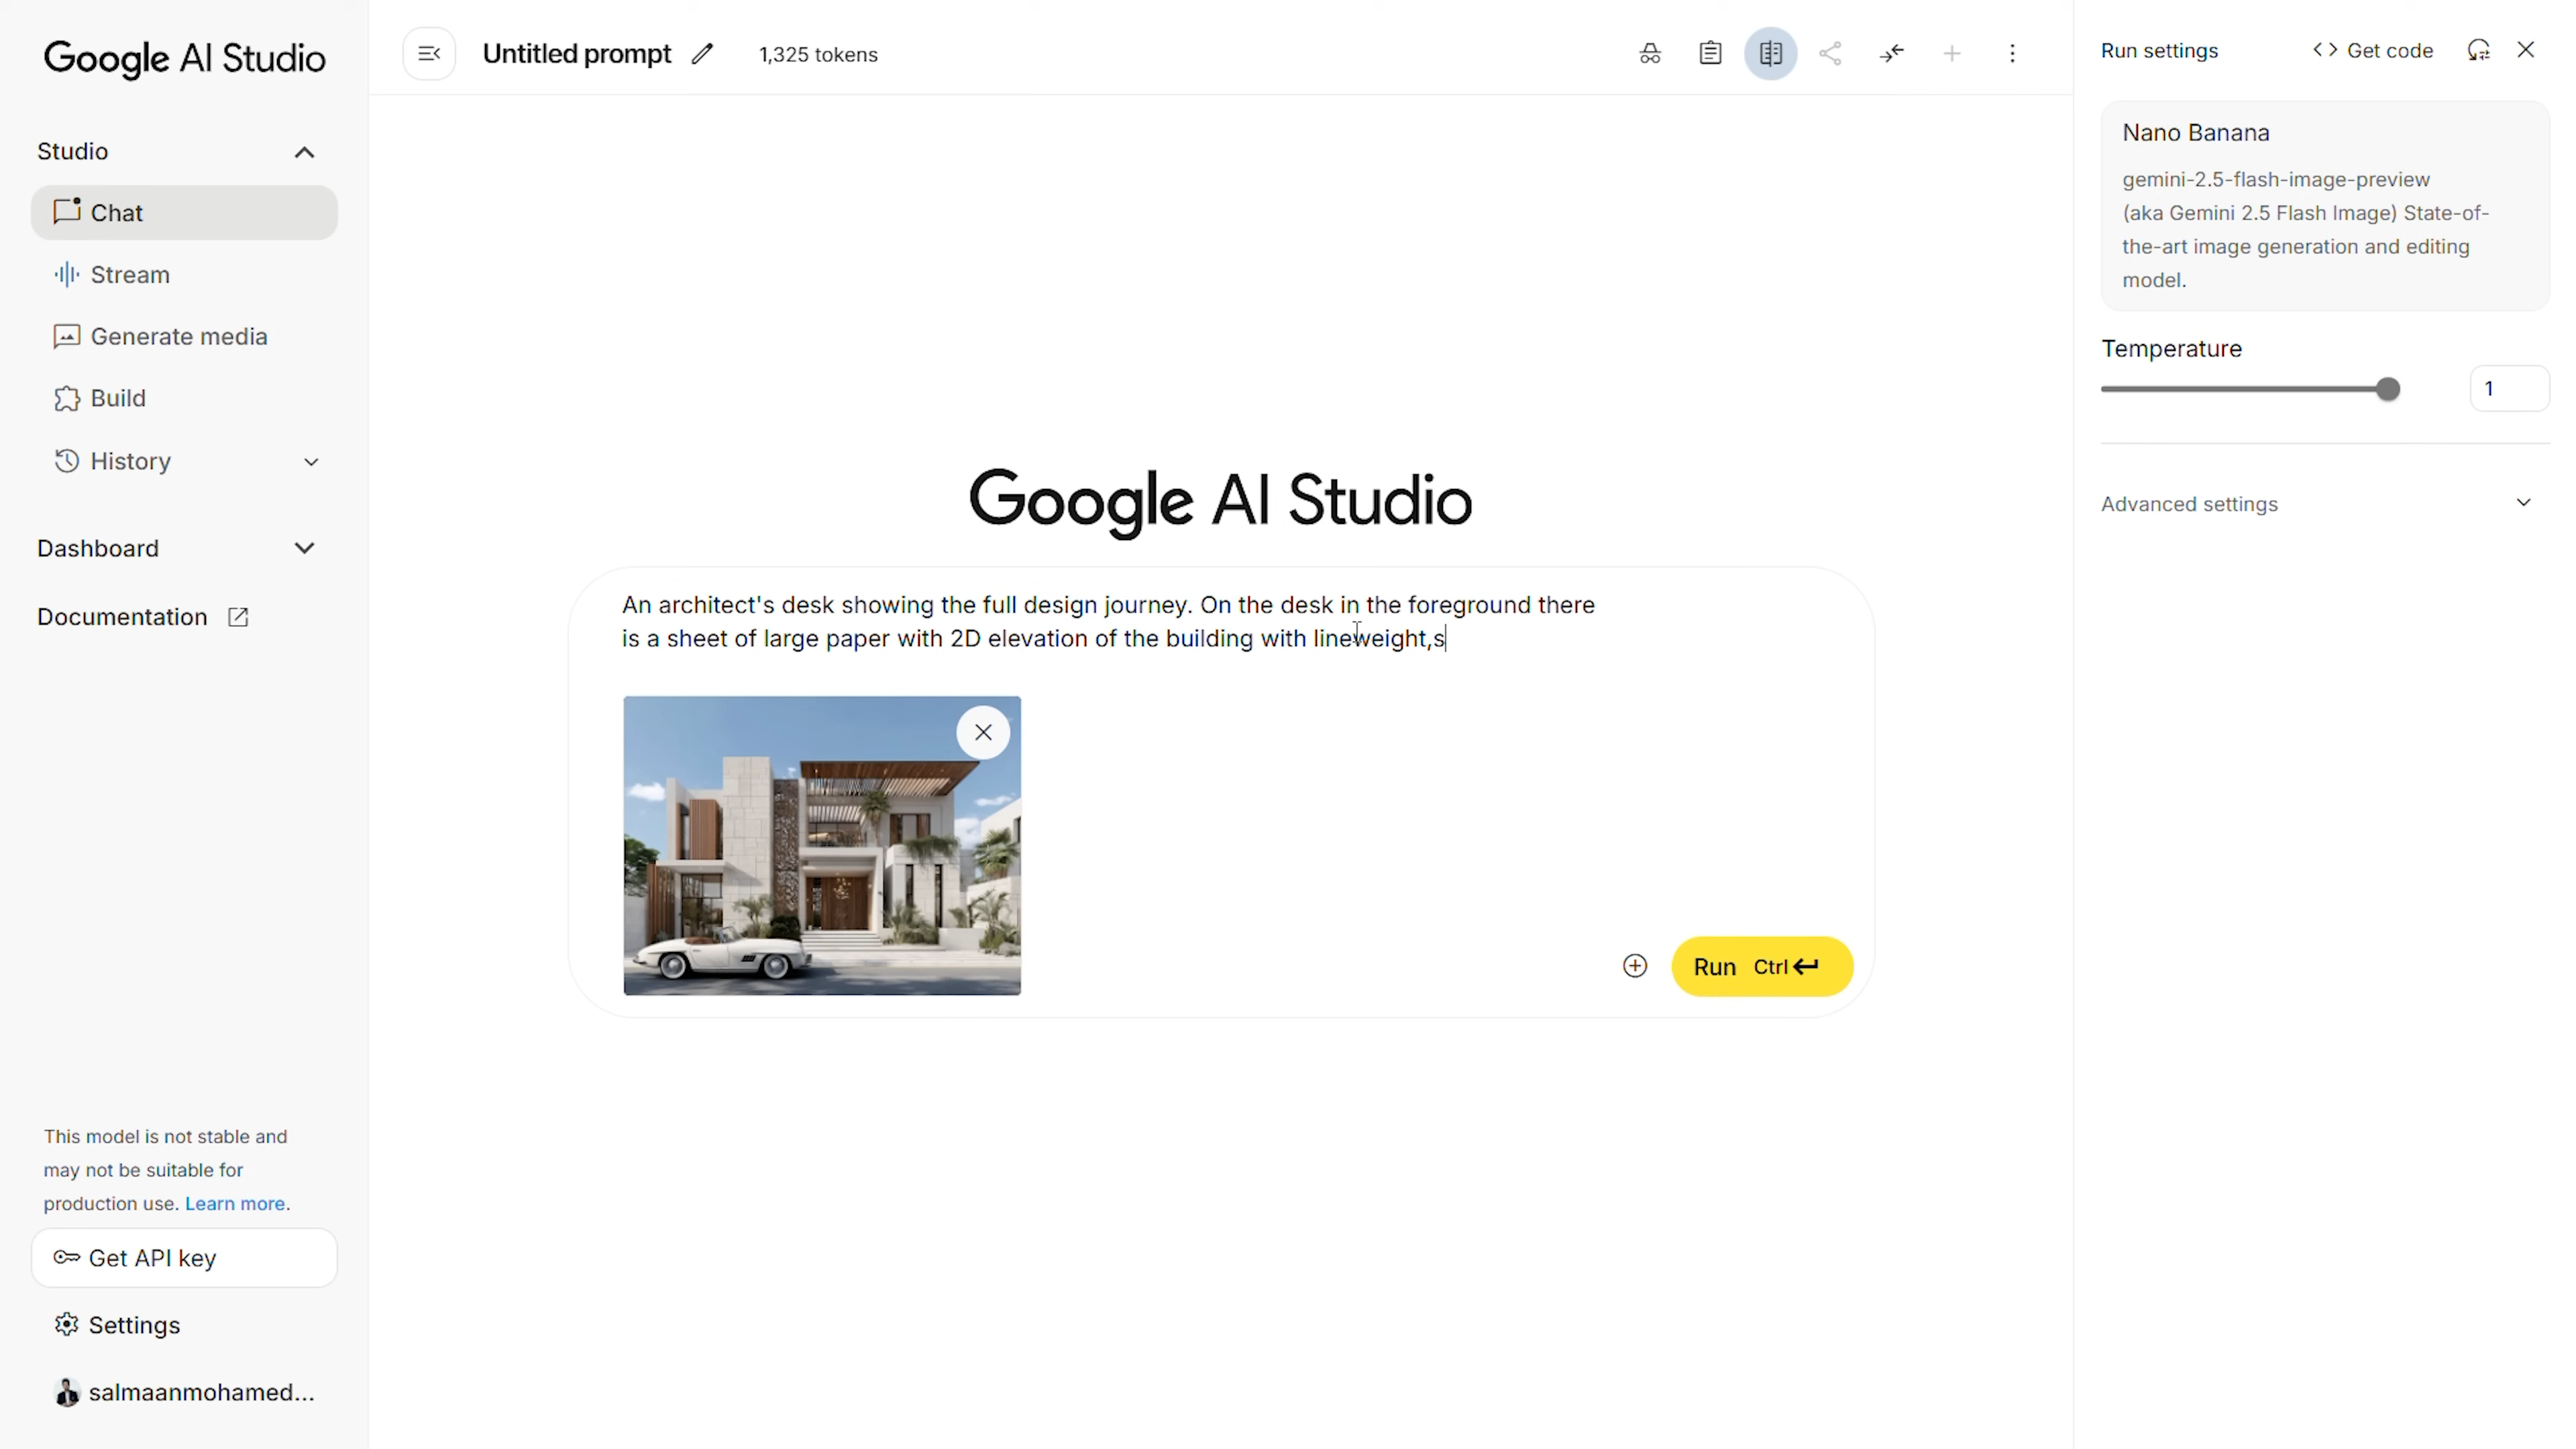 Google AI Studio
Studio
Chat
Stream
Generate media
Build
History
Dashboard
Documentation
This model is not stable and
may not be suitable for
production use. Learn more.
Get API key
Settings
salmaanmohamed...
Untitled prompt
1,325 tokens
Google AI Studio
An architect's desk showing the full design journey. On the desk in the foreground there
is a sheet of large paper with 2D elevation of the building with lineweight,s
Run Ctrl
Run settings
Get code
Nano Banana
gemini-2.5-flash-image-preview
(aka Gemini 2.5 Flash Image) State-of-
the-art image generation and editing
model.
Temperature
1
Advanced settings